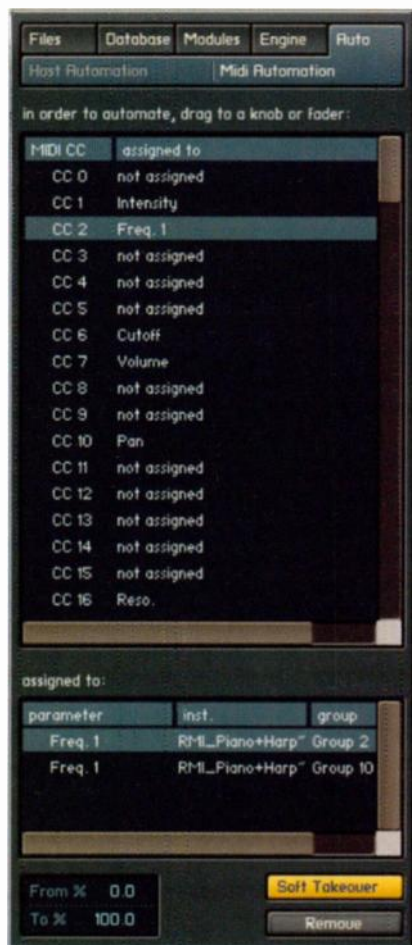 Files Database Modules Engine Auto
Host Automation Midi Automation
in order to automate, drag to a knob or fader:
MIDI CC assigned to
CC 0 not assigned
CC 1 Intensity
CC 2 Freq. 1
CC 3 not assigned
CC 4 not assigned
CC 5 not assigned
CC 6 Cutoff
CC 7 Volume
CC 8 not assigned
CC 9 not assigned
CC 10 Pan
CC 11 not assigned
CC 12 not assigned
CC 13 not assigned
CC 14 not assigned
CC 15 not assigned
CC 16 Reso.
assigned to:
parameter inst. group
Freq. 1 RMI_Piano+Harp~ Group 2
Freq. 1 RMI_Piano+Harp~ Group 10
From % 0.0 Soft Takeover
To % 100.0 Remove